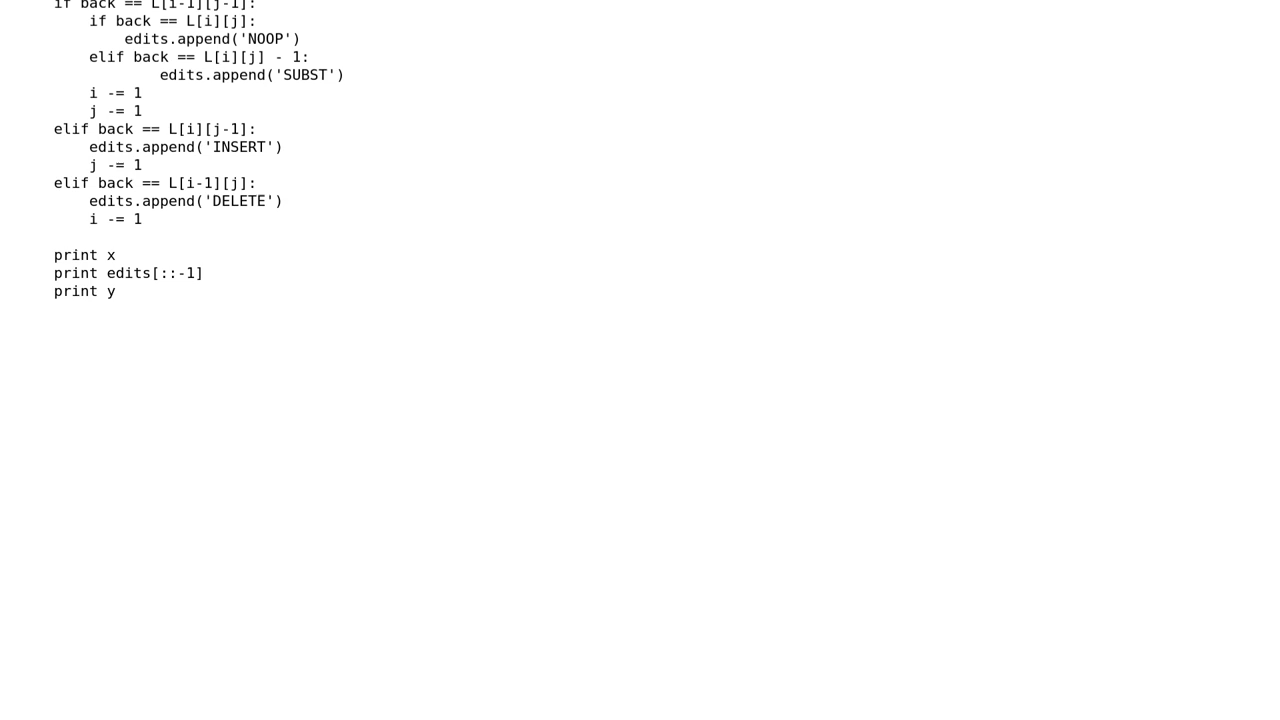 if back == L[i-1][j-1]:
    if back == L[i][j]:
        edits.append('NOOP')
    elif back == L[i][j] - 1:
            edits.append('SUBST')
    i -= 1
    j -= 1
elif back == L[i][j-1]:
    edits.append('INSERT')
    j -= 1
elif back == L[i-1][j]:
    edits.append('DELETE')
    i -= 1

print x
print edits[::-1]
print y